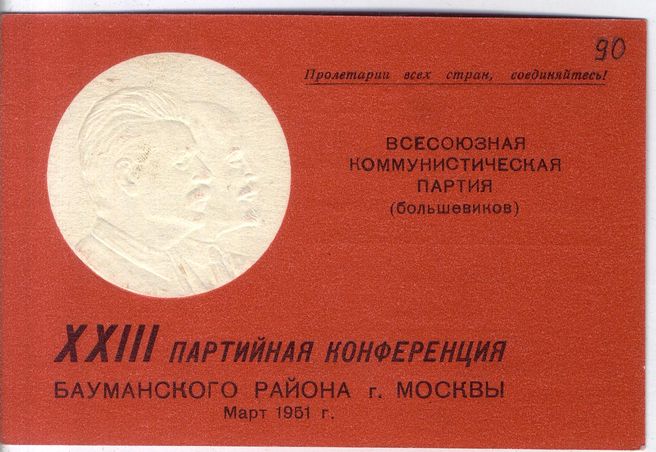 90
Пролетарии всех стран, соединяйтесь!
ВСЕСОЮЗНАЯ
КОММУНИСТИЧЕСКАЯ
ПАРТИЯ
(большевиков)
XXIII ПАРТИЙНАЯ КОНФЕРЕНЦИЯ
БАУМАНСКОГО РАЙОНА г. МОСКВЫ
Март 1951 г.